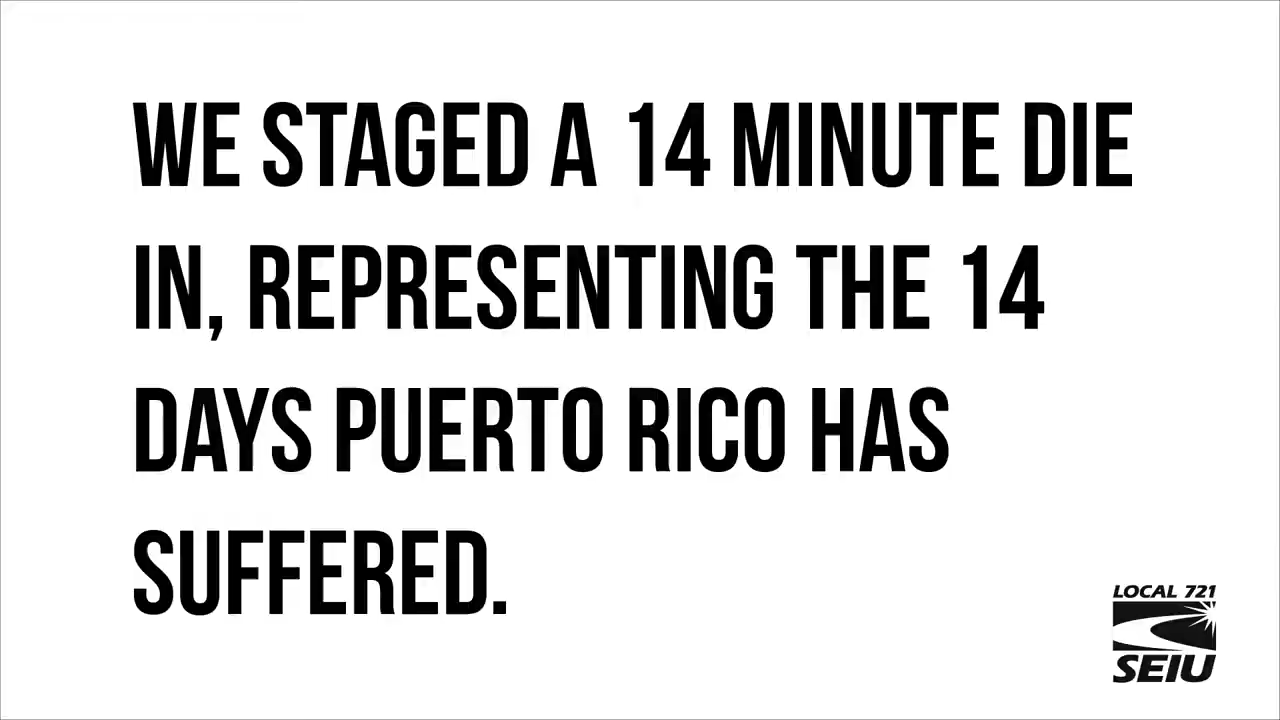 WE STAGED A 14 MINUTE DIE
IN, REPRESENTING THE 14
DAYS PUERTO RICO HAS
SUFFERED.
LOCAL 721
SEIU